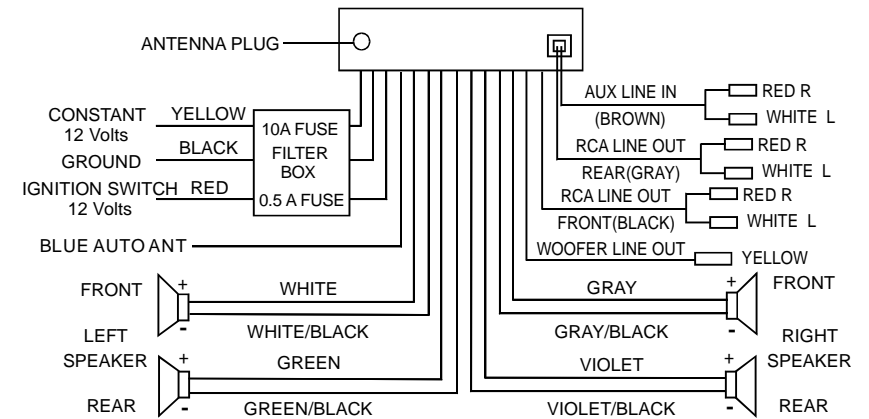 ANTENNA PLUG
CONSTANT
12 Volts
YELLOW
GROUND
BLACK
IGNITION SWITCH
12 Volts
RED
10A FUSE
FILTER
BOX
0.5 A FUSE
BLUE AUTO ANT
AUX LINE IN
(BROWN)
RED R
WHITE L
RCA LINE OUT
REAR(GRAY)
RED R
WHITE L
RCA LINE OUT
FRONT(BLACK)
RED R
WHITE L
WOOFER LINE OUT
YELLOW
FRONT
+
-
WHITE
WHITE/BLACK
LEFT
SPEAKER
REAR
+
-
GREEN
GREEN/BLACK
GRAY
GRAY/BLACK
+
-
FRONT
RIGHT
SPEAKER
VIOLET
VIOLET/BLACK
+
-
REAR